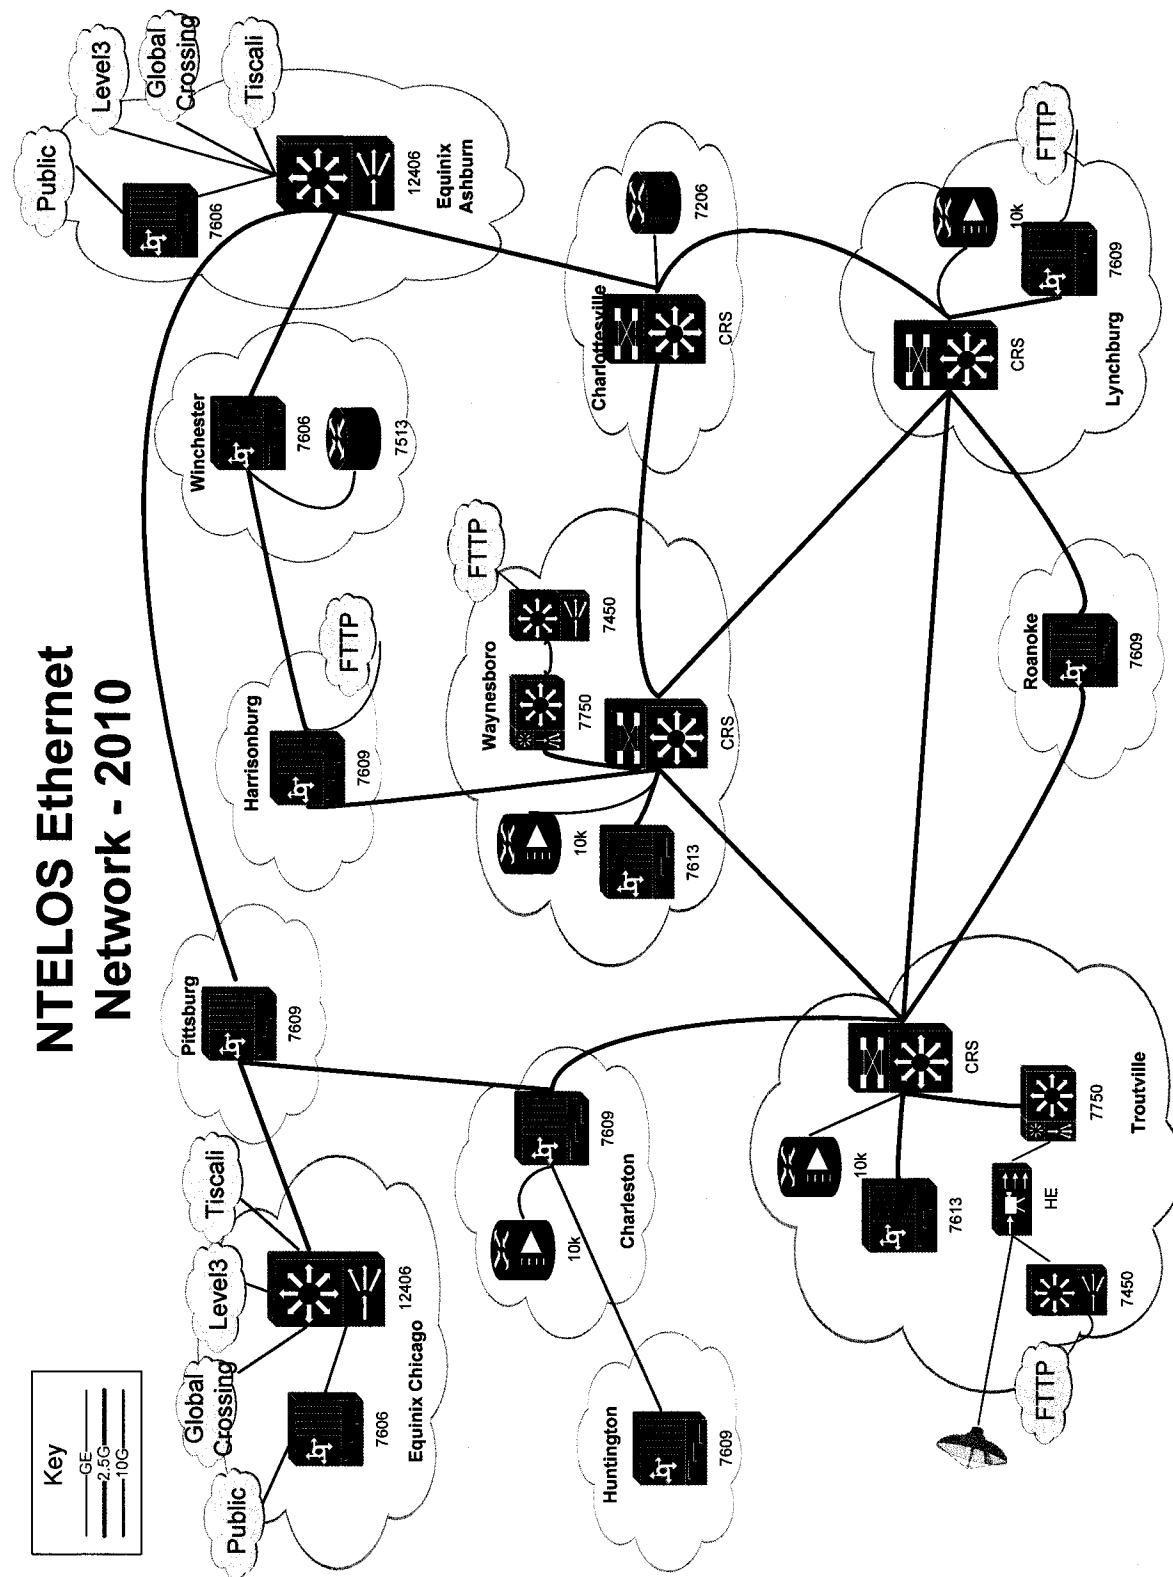 NTELOS Ethernet
Network - 2010
Key
GE
2.5G
10G
Public
Global
Crossing
Level3
Tiscali
7606
12406
Equinix Chicago
Pittsburg
7609
Harrisonburg
FTTP
7609
Winchester
7606
7513
Public
Level3
Global
Crossing
Tiscali
7606
12406
Equinix
Ashburn
Huntington
7609
10k
7609
Charleston
Waynesboro
7750
7450
FTTP
10k
7613
CRS
Charlottesville
CRS
7206
FTTP
7450
HE
7750
10k
7613
CRS
Troutville
Roanoke
7609
CRS
10k
7609
FTTP
Lynchburg